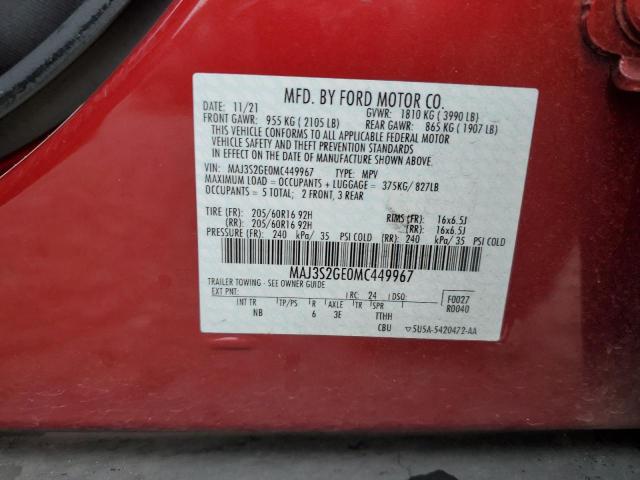 MFD. BY FORD MOTOR CO.
DATE: 11/21 GVWR: 1810 KG ( 3990 LB)
FRONT GAWR: 955 KG ( 2105 LB) REAR GAWR: 865 KG ( 1907 LB)
THIS VEHICLE CONFORMS TO ALL APPLICABLE FEDERAL MOTOR
VEHICLE SAFETY AND THEFT PREVENTION STANDARDS
IN EFFECT ON THE DATE OF MANUFACTURE SHOWN ABOVE.
VIN: MAJ3S2GE0MC449967 TYPE: MPV
MAXIMUM LOAD = OCCUPANTS + LUGGAGE = 375KG/ 827LB
OCCUPANTS = 5 TOTAL; 2 FRONT, 3 REAR
TIRE (FR): 205/60R16 92H RIMS (FR): 16x6.5J
(RR): 205/60R16 92H (RR): 16x6.5J
PRESSURE (FR): 240 kPa/ 35 PSI COLD (RR): 240 kPa/ 35 PSI COLD
MAJ3S2GE0MC449967
TRAILER TOWING - SEE OWNER GUIDE
EXT PNT: RC: 24 DSO: F0027
R0040
INT TR TP/PS R AXLE TR SPR
NB 6 3E TTHH
CBU ▽5U5A-5420472-AA